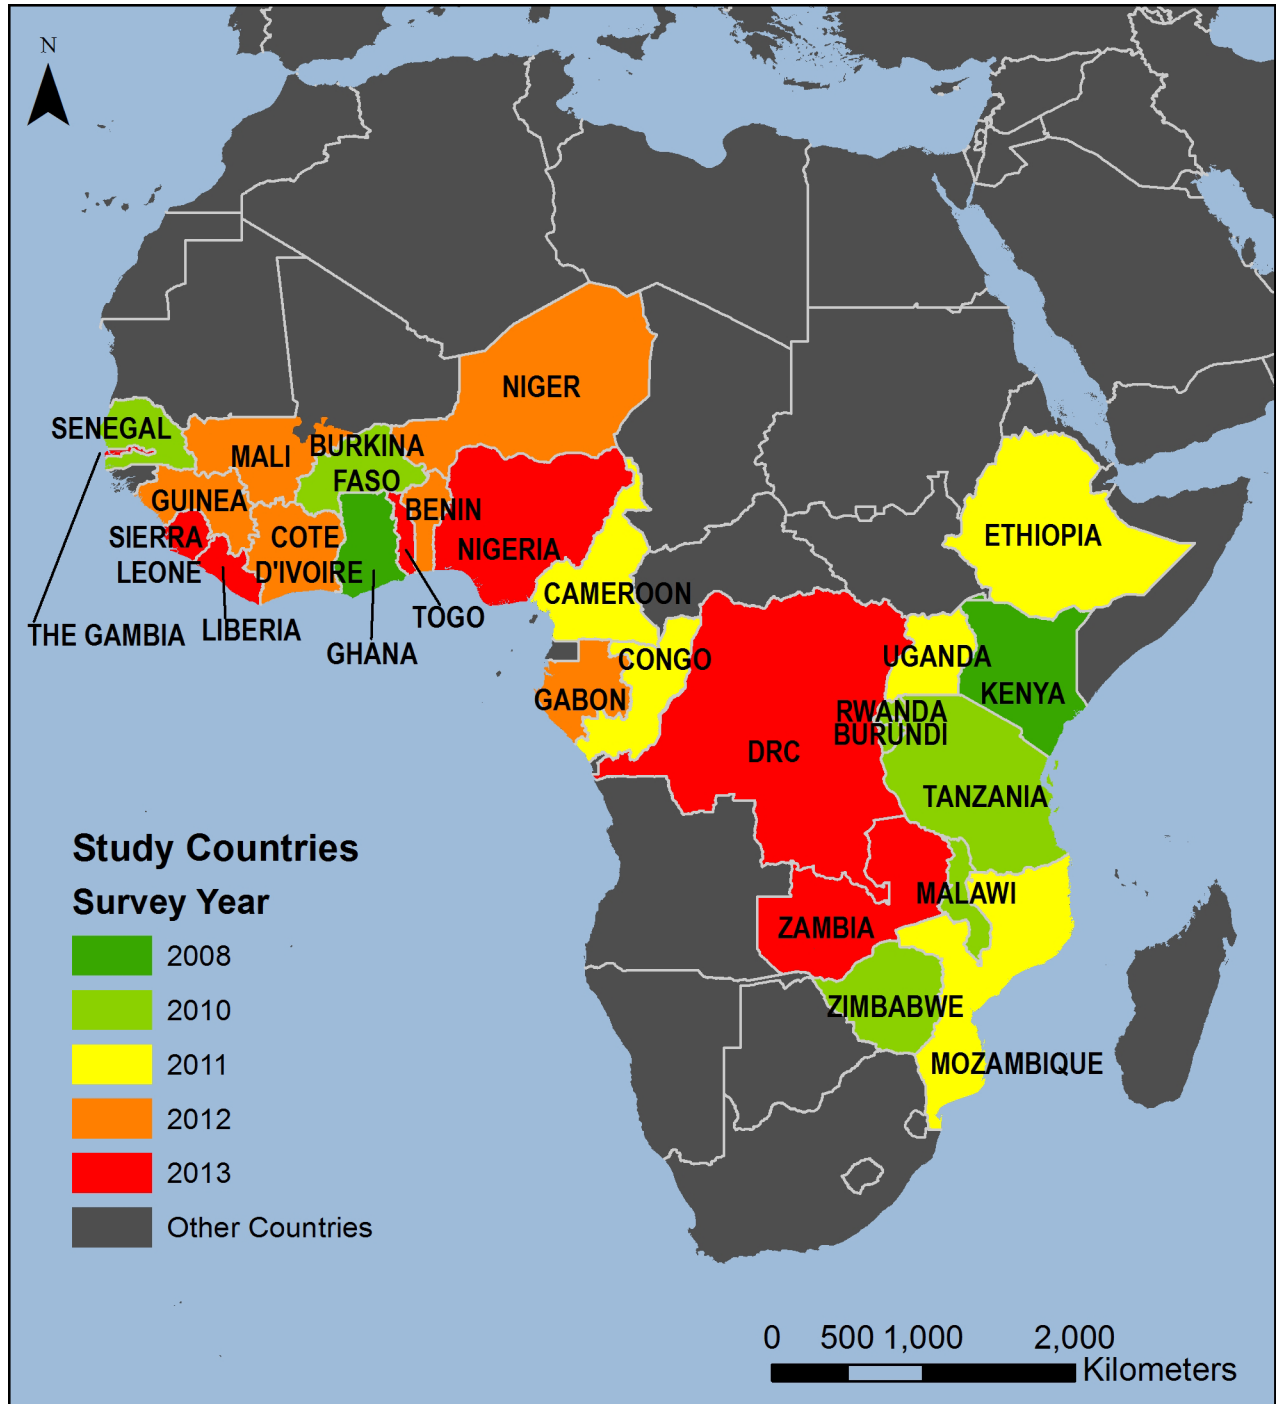 N
NIGER
SENEGAL
MALI
BURKINA
FASO
GUINEA
BENIN
SIERRA
LEONE
COTE
D'IVOIRE
NIGERIA
ETHIOPIA
CAMEROON
TOGO
THE GAMBIA
LIBERIA
GHANA
CONGO
UGANDA
GABON
KENYA
RWANDA
BURUNDI
DRC
TANZANIA
MALAWI
ZAMBIA
ZIMBABWE
MOZAMBIQUE
Study Countries
Survey Year
2008
2010
2011
2012
2013
Other Countries
0 500 1,000 2,000
Kilometers